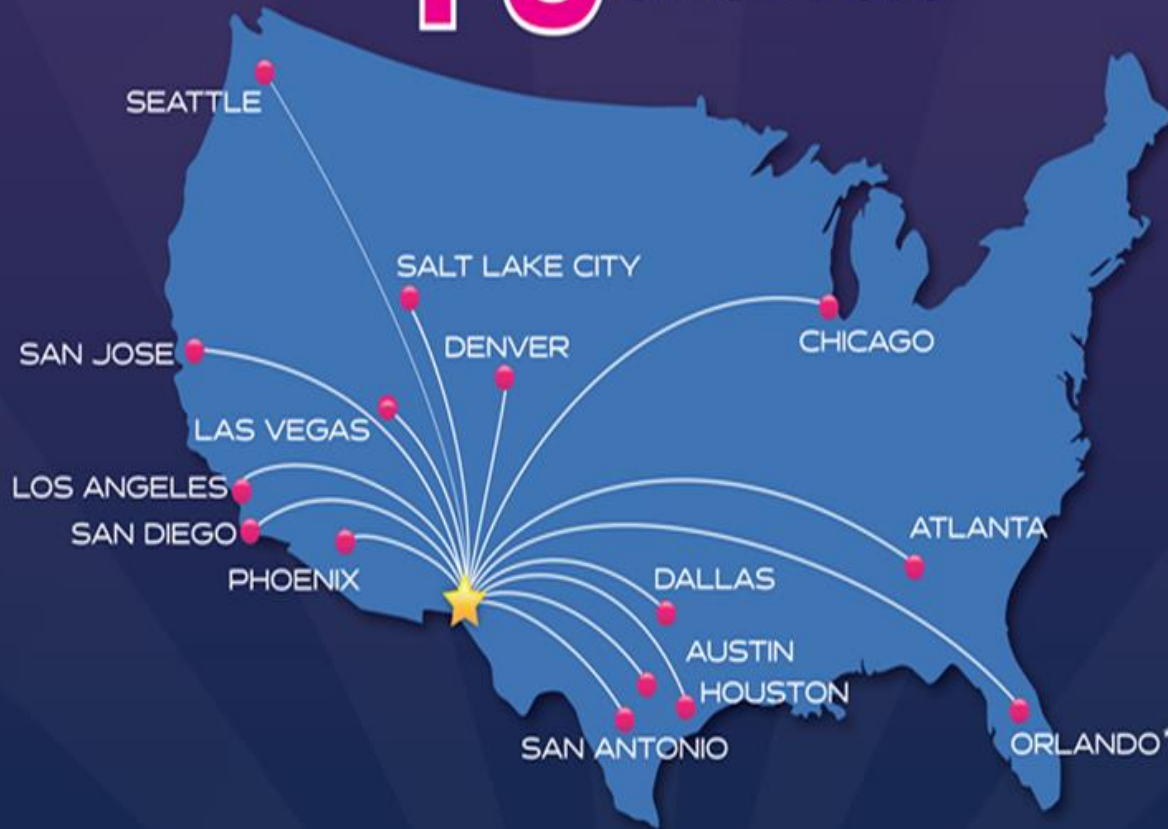 SEATTLE
SALT LAKE CITY
DENVER
SAN JOSE
CHICAGO
LAS VEGAS
LOS ANGELES
SAN DIEGO
ATLANTA
PHOENIX
DALLAS
AUSTIN
HOUSTON
SAN ANTONIO
ORLANDO*